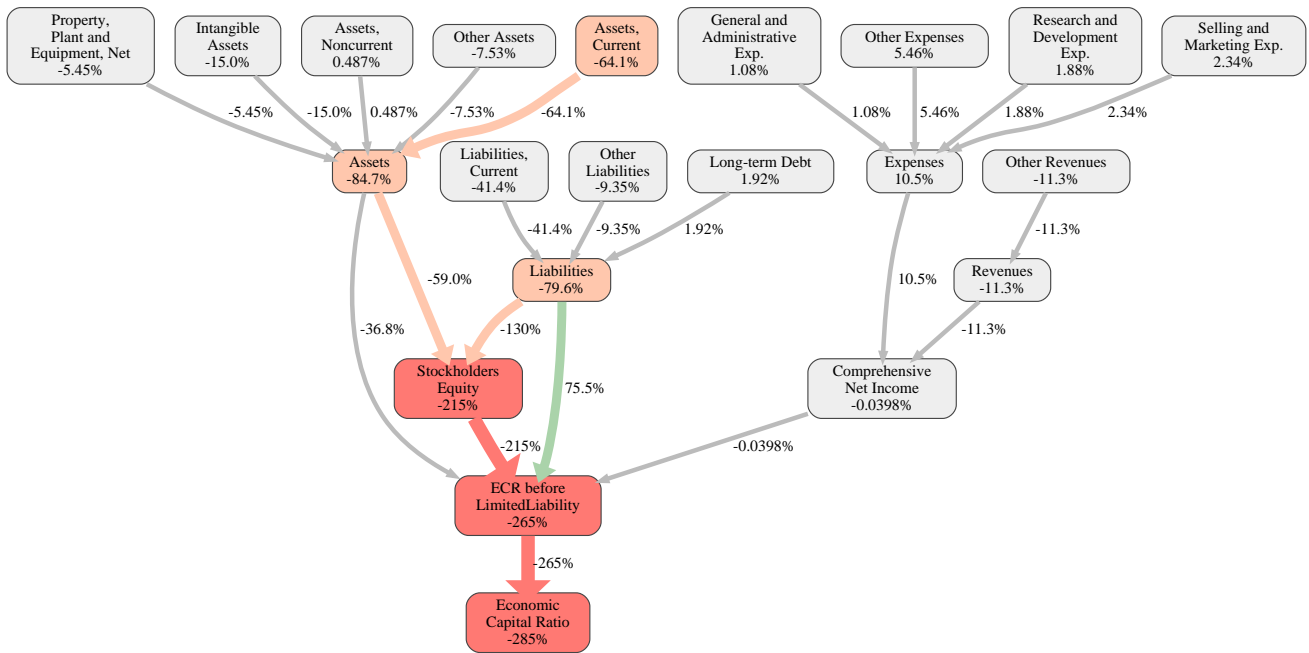 Property,
Plant and
Equipment, Net
-5.45%
Intangible
Assets
-15.0%
Assets,
Noncurrent
0.487%
Other Assets
-7.53%
Assets,
Current
-64.1%
General and
Administrative
Exp.
1.08%
Other Expenses
5.46%
Research and
Development
Exp.
1.88%
Selling and
Marketing Exp.
2.34%
-5.45%
-15.0%
0.487%
-7.53%
-64.1%
1.08%
5.46%
1.88%
2.34%
Assets
-84.7%
Liabilities,
Current
-41.4%
Other
Liabilities
-9.35%
Long-term Debt
1.92%
Expenses
10.5%
Other Revenues
-11.3%
-41.4%
-9.35%
1.92%
-11.3%
-59.0%
Liabilities
-79.6%
10.5%
Revenues
-11.3%
-36.8%
-130%
-11.3%
Stockholders
Equity
-215%
75.5%
Comprehensive
Net Income
-0.0398%
-215%
-0.0398%
ECR before
LimitedLiability
-265%
-265%
Economic
Capital Ratio
-285%